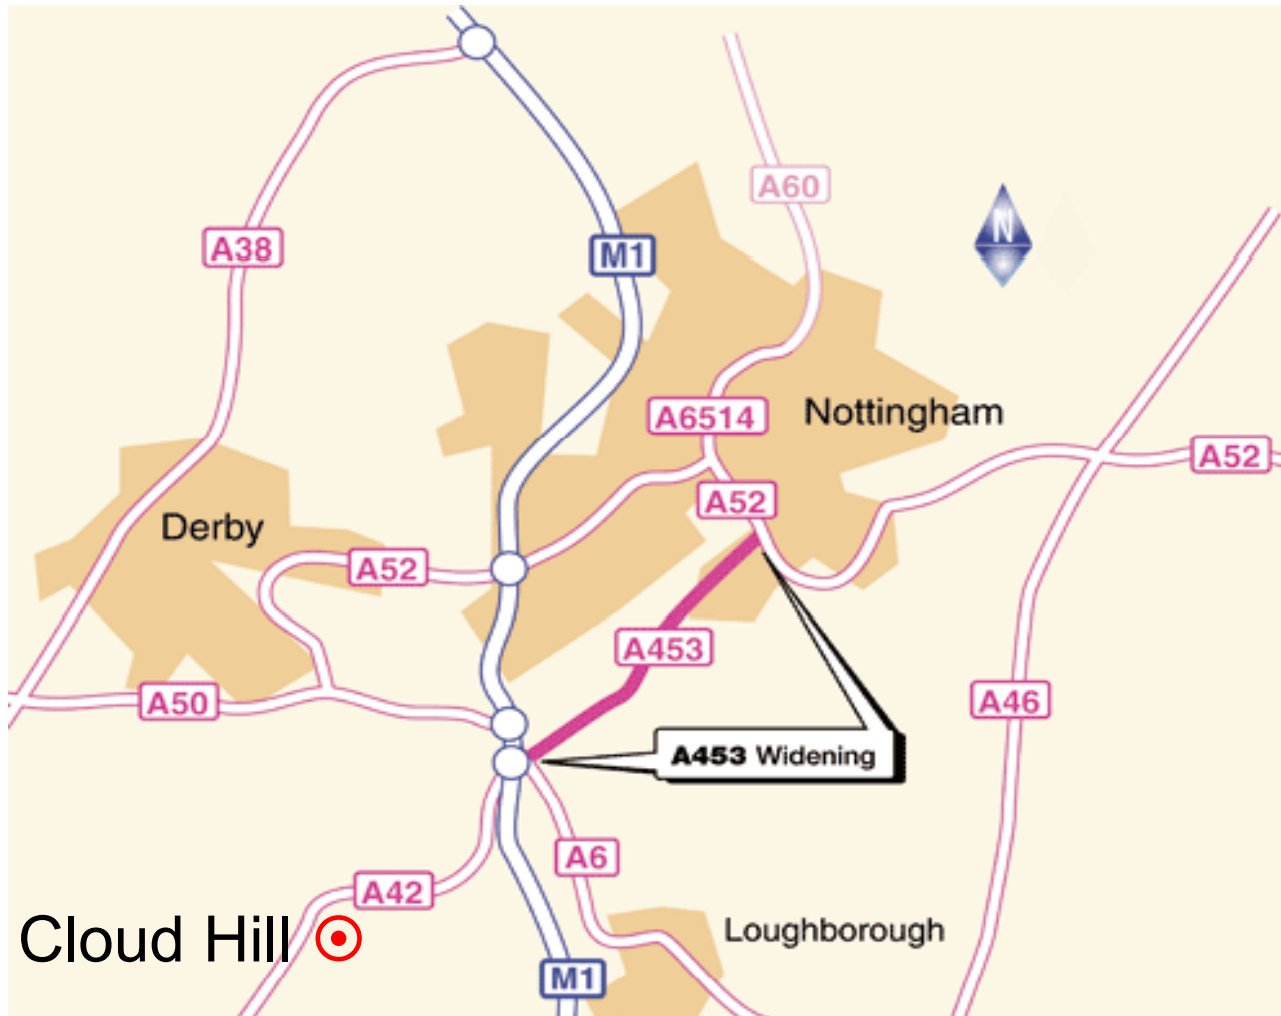 A60
N
A38
M1
A6514
Nottingham
A52
A52
Derby
A52
A453
A50
A46
A453 Widening
A6
A42
Loughborough
Cloud Hill
M1